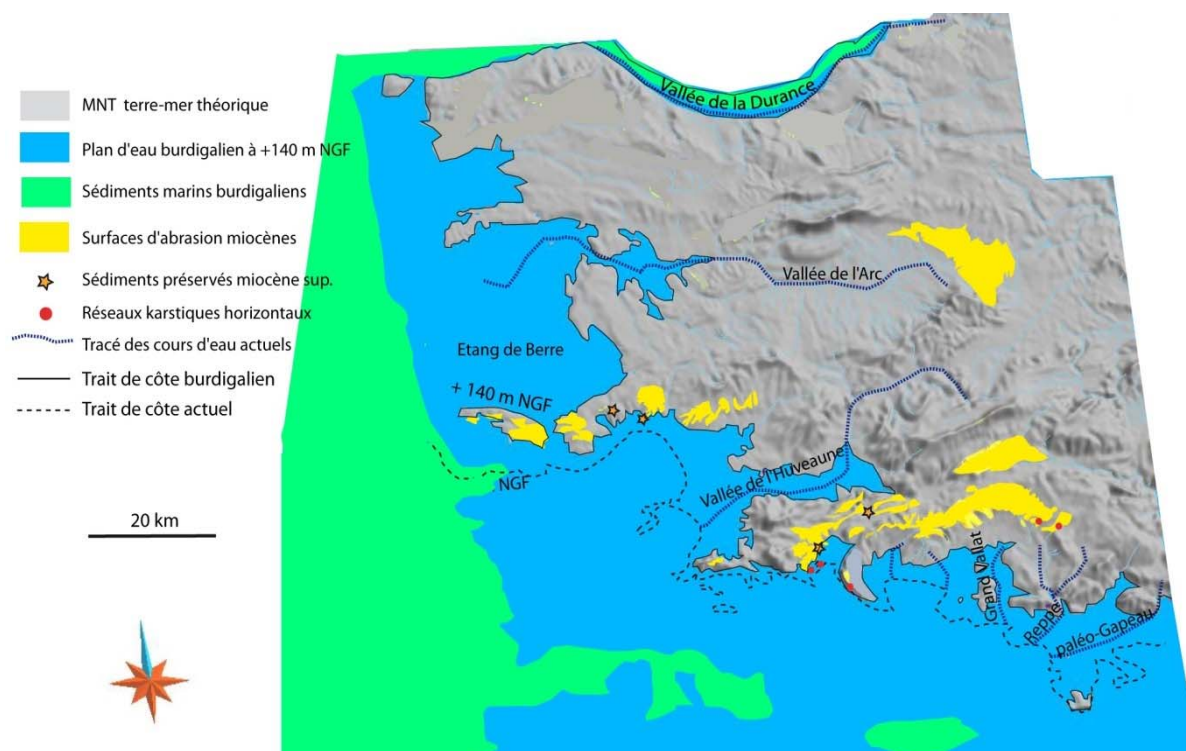 MNT terre-mer théorique
Plan d'eau burdigalien à +140 m NGF
Sédiments marins burdigaliens
Surfaces d'abrasion miocènes
Sédiments préservés miocène sup.
Réseaux karstiques horizontaux
Tracé des cours d'eau actuels
Trait de côte burdigalien
Trait de côte actuel
20 km
Vallée de la Durance
Vallée de l'Arc
Etang de Berre
+ 140 m NGF
NGF
Vallée de l'Huveaune
Grand Vallat
Reppe
paléo-Gapeau